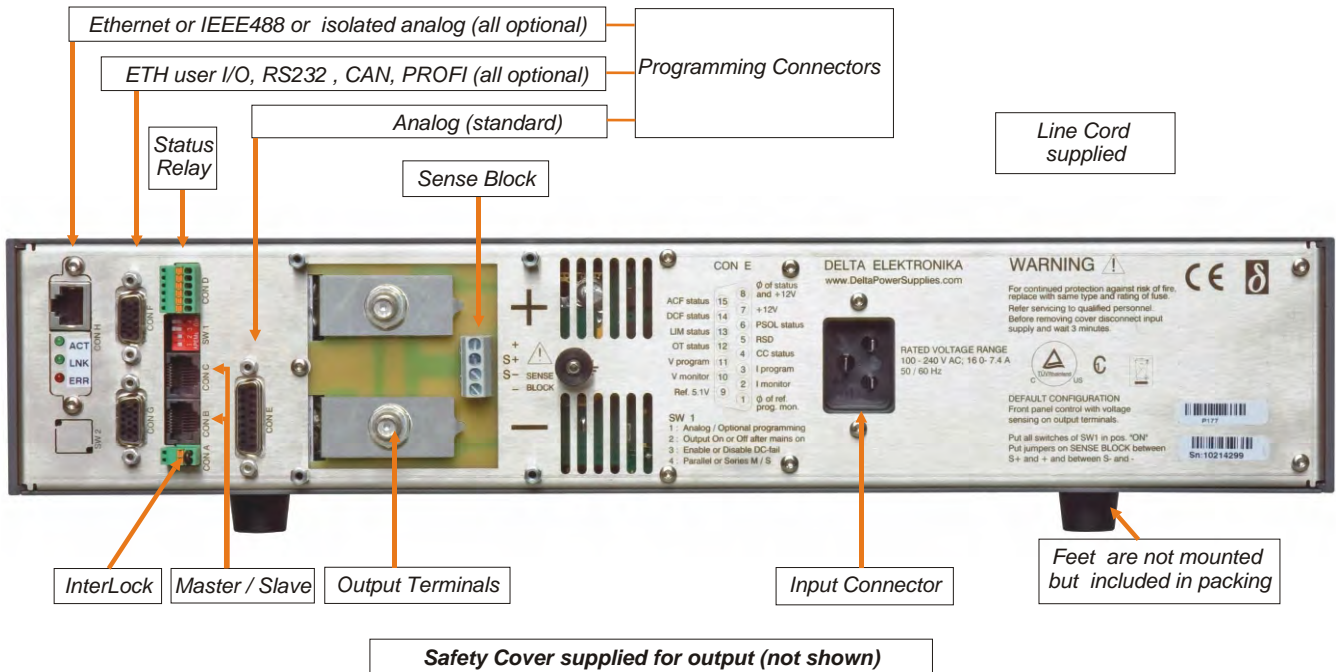 Ethernet or IEEE488 or isolated analog (all optional)
ETH user I/O, RS232 , CAN, PROFI (all optional)
Programming Connectors
Analog (standard)
Status
Relay
Sense Block
Line Cord
supplied
ACT
LNK
ERR
CON H
SW 2
CON F
CON G
CON D
SW 1
CON C
CON B
CON A
CON E
+
+
S+
S−
−
SENSE
BLOCK
−
CON E
8 Ø of status
and +12V
ACF status 15
7 +12V
DCF status 14
6 PSOL status
LIM status 13
5 RSD
OT status 12
4 CC status
V program 11
3 I program
V monitor 10
2 I monitor
Ref. 5.1V 9
1 Ø of ref.
prog. mon.
SW 1
1 : Analog / Optional programming
2 : Output On or Off after mains on
3 : Enable or Disable DC-fail
4 : Parallel or Series M / S
DELTA ELEKTRONIKA
www.DeltaPowerSupplies.com
RATED VOLTAGE RANGE
100 - 240 V AC; 16 0- 7.4 A
50 / 60 Hz
WARNING
For continued protection against risk of fire,
replace with same type and rating of fuse.
Refer servicing to qualified personnel.
Before removing cover disconnect input
supply and wait 3 minutes.
CE δ
C US
DEFAULT CONFIGURATION
Front panel control with voltage
sensing on output terminals.
Put all switches of SW1 in pos. "ON"
Put jumpers on SENSE BLOCK between
S+ and + and between S- and -
P177
Sn:10214299
InterLock
Master / Slave
Output Terminals
Input Connector
Feet are not mounted
but included in packing
Safety Cover supplied for output (not shown)